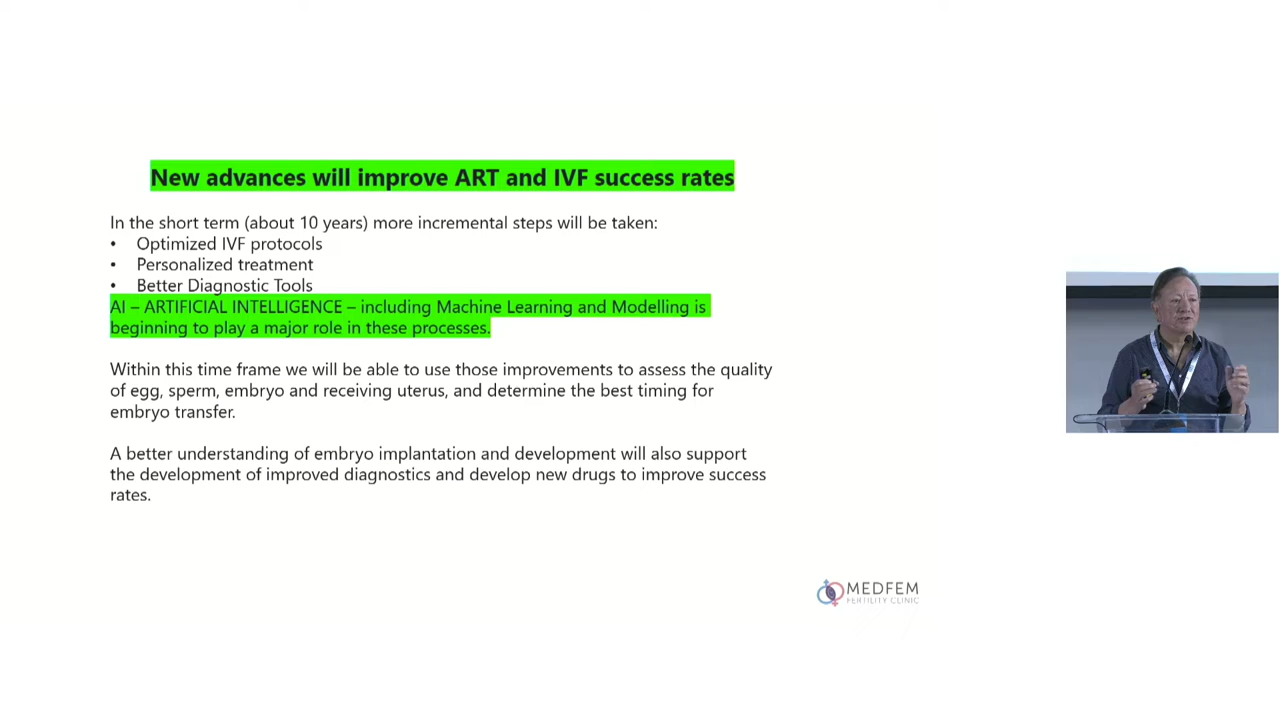 New advances will improve ART and IVF success rates
In the short term (about 10 years) more incremental steps will be taken:
• Optimized IVF protocols
• Personalized treatment
• Better Diagnostic Tools
AI – ARTIFICIAL INTELLIGENCE – including Machine Learning and Modelling is
beginning to play a major role in these processes.
Within this time frame we will be able to use those improvements to assess the quality
of egg, sperm, embryo and receiving uterus, and determine the best timing for
embryo transfer.
A better understanding of embryo implantation and development will also support
the development of improved diagnostics and develop new drugs to improve success
rates.
MEDFEM
FERTILITY CLINIC